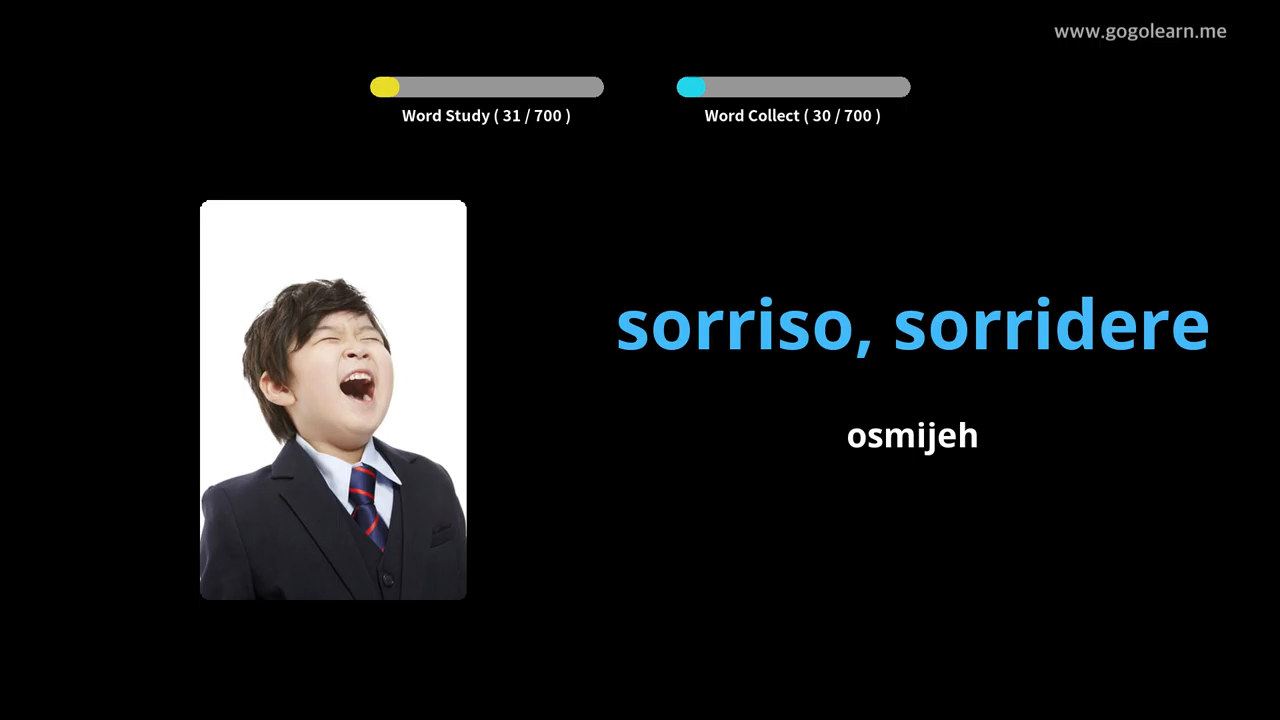 www.gogolearn.me
Word Study ( 31 / 700 )
Word Collect ( 30 / 700 )
sorriso, sorridere
osmijeh